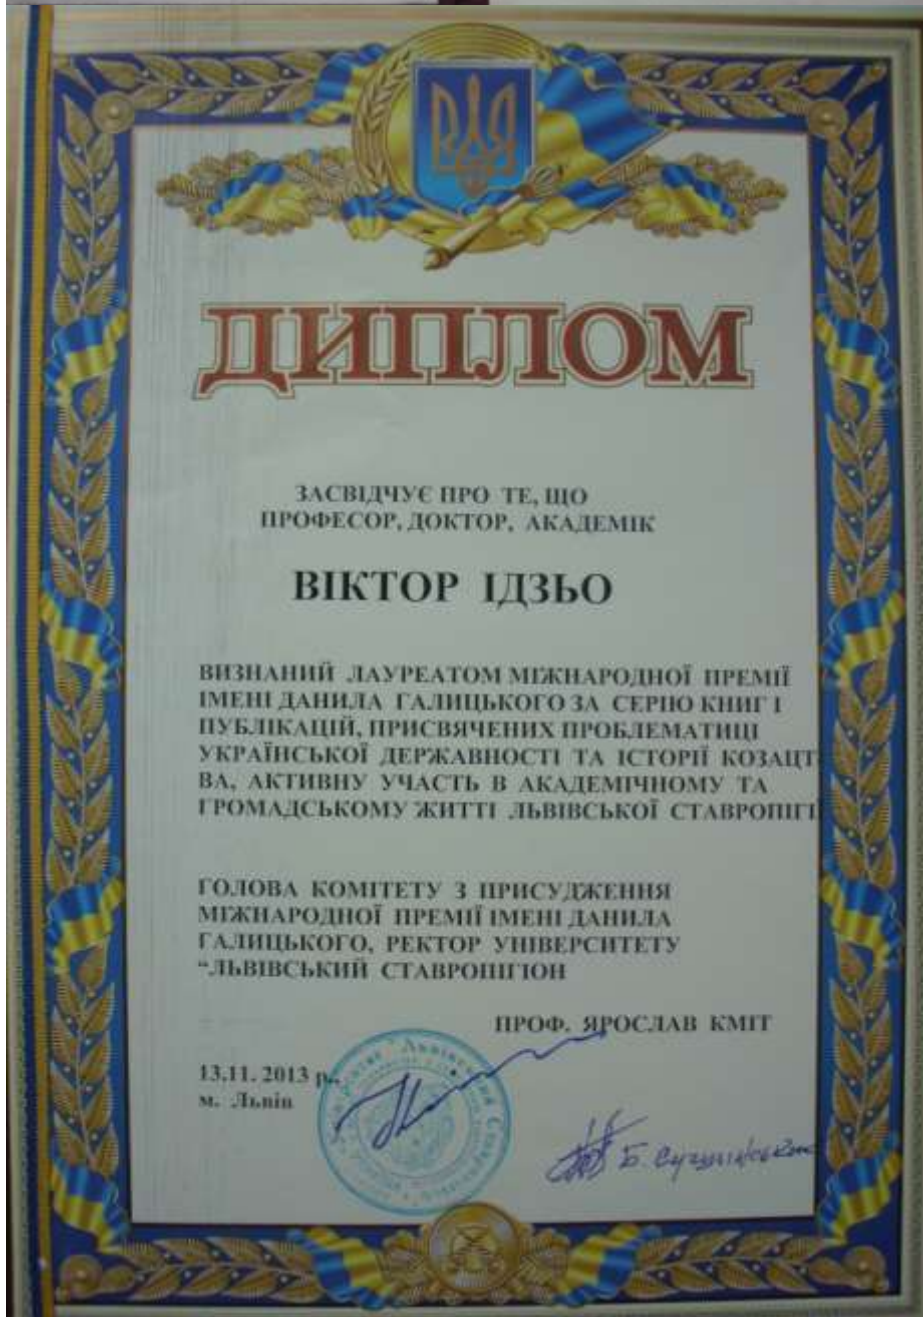 ДИПЛОМ
ЗАСВІДЧУЄ ПРО ТЕ, ЩО
ПРОФЕСОР, ДОКТОР, АКАДЕМІК
ВІКТОР ІДЗЬО
ВИЗНАНИЙ ЛАУРЕАТОМ МІЖНАРОДНОЇ ПРЕМІЇ
ІМЕНІ ДАНИЛА ГАЛИЦЬКОГО ЗА СЕРІЮ КНИГ І
ПУБЛІКАЦІЙ, ПРИСВЯЧЕНИХ ПРОБЛЕМАТИЦІ
УКРАЇНСЬКОЇ ДЕРЖАВНОСТІ ТА ІСТОРІЇ КОЗАЦТ
ВА, АКТИВНУ УЧАСТЬ В АКАДЕМІЧНОМУ ТА
ГРОМАДСЬКОМУ ЖИТТІ ЛЬВІВСЬКОЇ СТАВРОПІГІ
ГОЛОВА КОМІТЕТУ З ПРИСУДЖЕННЯ
МІЖНАРОДНОЇ ПРЕМІЇ ІМЕНІ ДАНИЛА
ГАЛИЦЬКОГО, РЕКТОР УНІВЕРСИТЕТУ
“ЛЬВІВСЬКИЙ СТАВРОПІГІОН
ПРОФ. ЯРОСЛАВ КМІТ
13.11. 2013 р.,
м. Львів
"Львівський
Б.